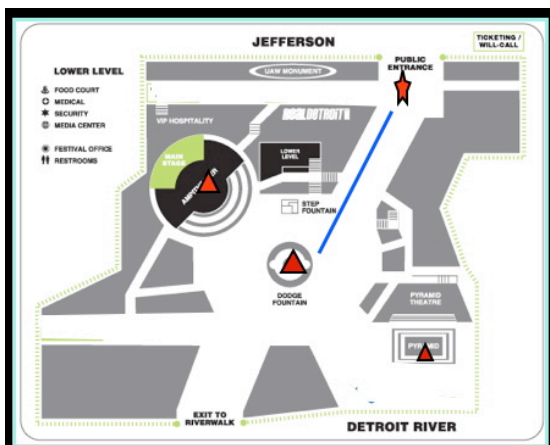 JEFFERSON
TICKETING /
WILL-CALL
PUBLIC
ENTRANCE
LOWER LEVEL
UAW MONUMENT
FOOD COURT
MEDICAL
SECURITY
MEDIA CENTER
FESTIVAL OFFICE
RESTROOMS
VIP HOSPITALITY
MAIN
STAGE
LOWER
LEVEL
STEP
FOUNTAIN
DODGE
FOUNTAIN
PYRAMID
THEATRE
PYRAMID
EXIT TO
RIVERWALK
DETROIT RIVER